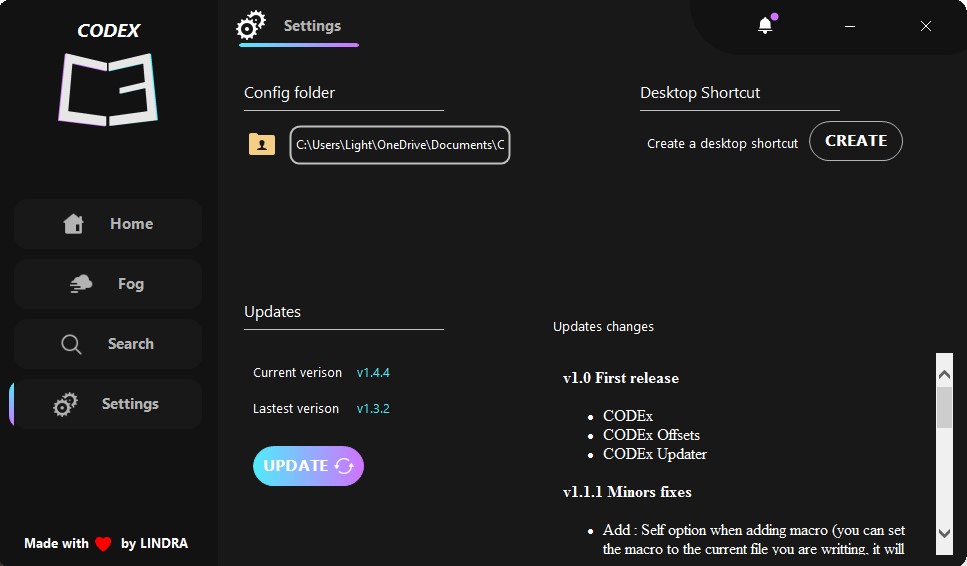 CODEX
Settings
Config folder
Desktop Shortcut
C:\Users\Light\OneDrive\Documents\C
Create a desktop shortcut
CREATE
Home
Fog
Search
Settings
Updates
Updates changes
Current verison v1.4.4
Lastest verison v1.3.2
UPDATE
v1.0 First release
• CODEx
• CODEx Offsets
• CODEx Updater
v1.1.1 Minors fixes
• Add : Self option when adding macro (you can set
the macro to the current file you are writting, it will
Made with ❤ by LINDRA